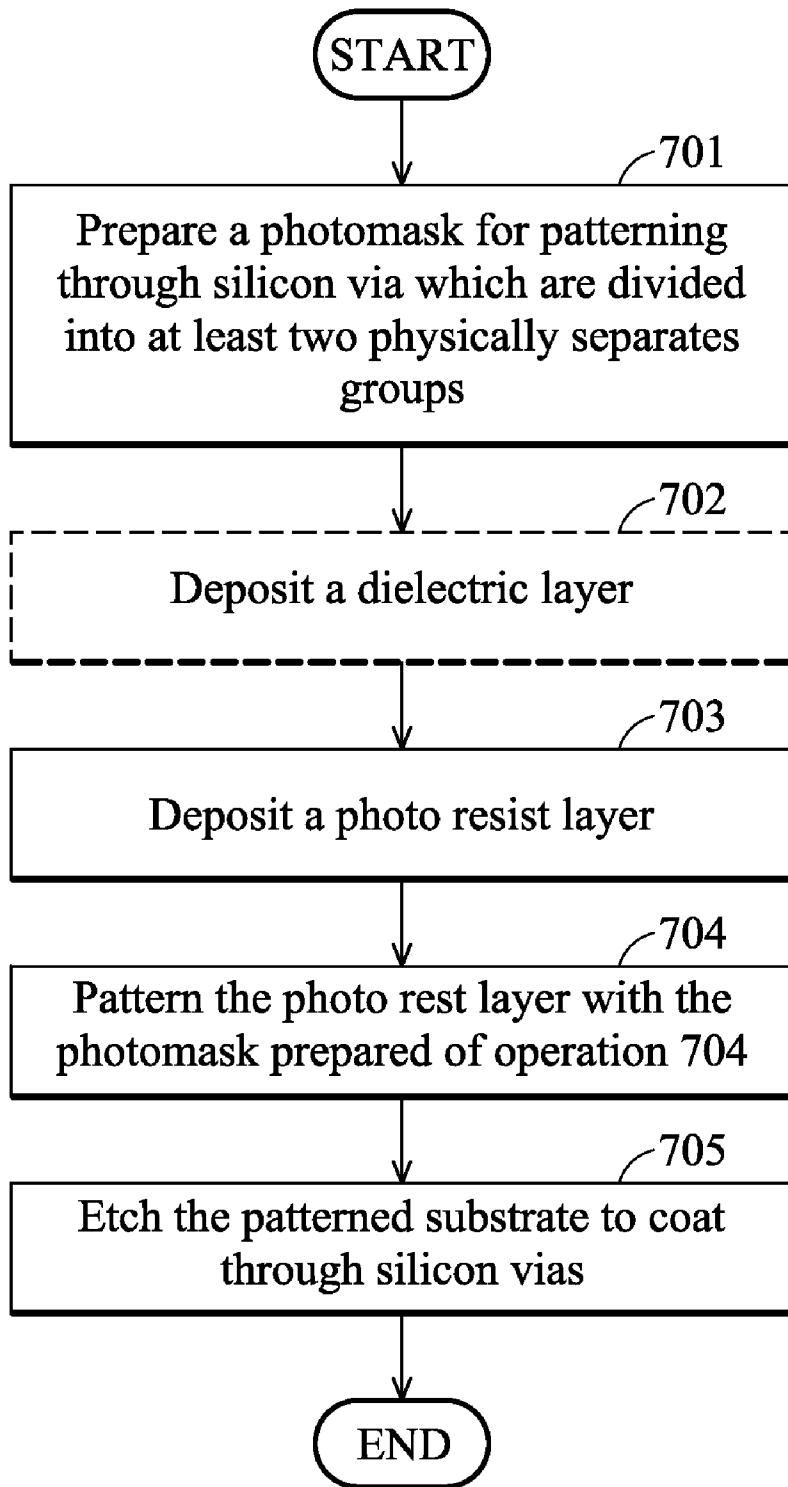 START
701
Prepare a photomask for patterning
through silicon via which are divided
into at least two physically separates
groups
702
Deposit a dielectric layer
703
Deposit a photo resist layer
704
Pattern the photo rest layer with the
photomask prepared of operation 704
705
Etch the patterned substrate to coat
through silicon vias
END